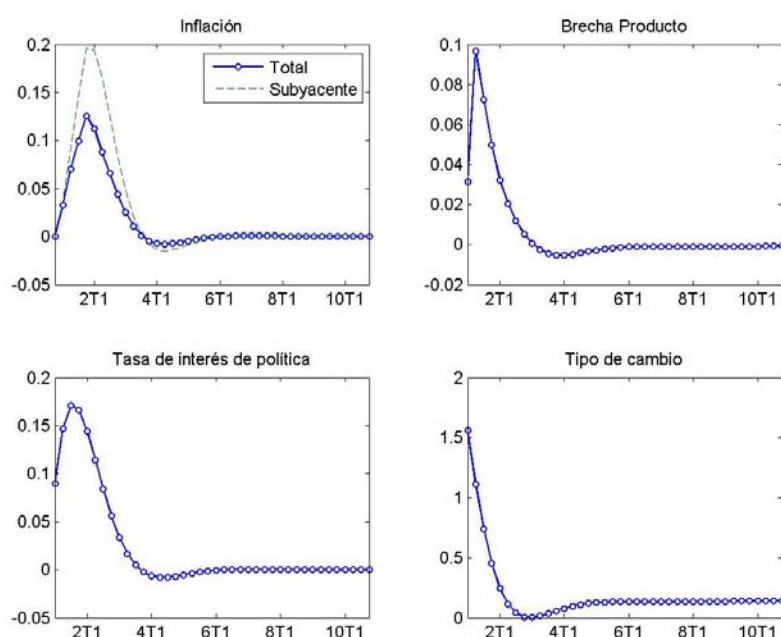 Inflación
0.2
0.15
0.1
0.05
0
-0.05
2T1 4T1 6T1 8T1 10T1
Total
Subyacente
Brecha Producto
0.1
0.08
0.06
0.04
0.02
0
-0.02
2T1 4T1 6T1 8T1 10T1
Tasa de interés de política
0.2
0.15
0.1
0.05
0
-0.05
2T1 4T1 6T1 8T1 10T1
Tipo de cambio
2
1.5
1
0.5
0
2T1 4T1 6T1 8T1 10T1